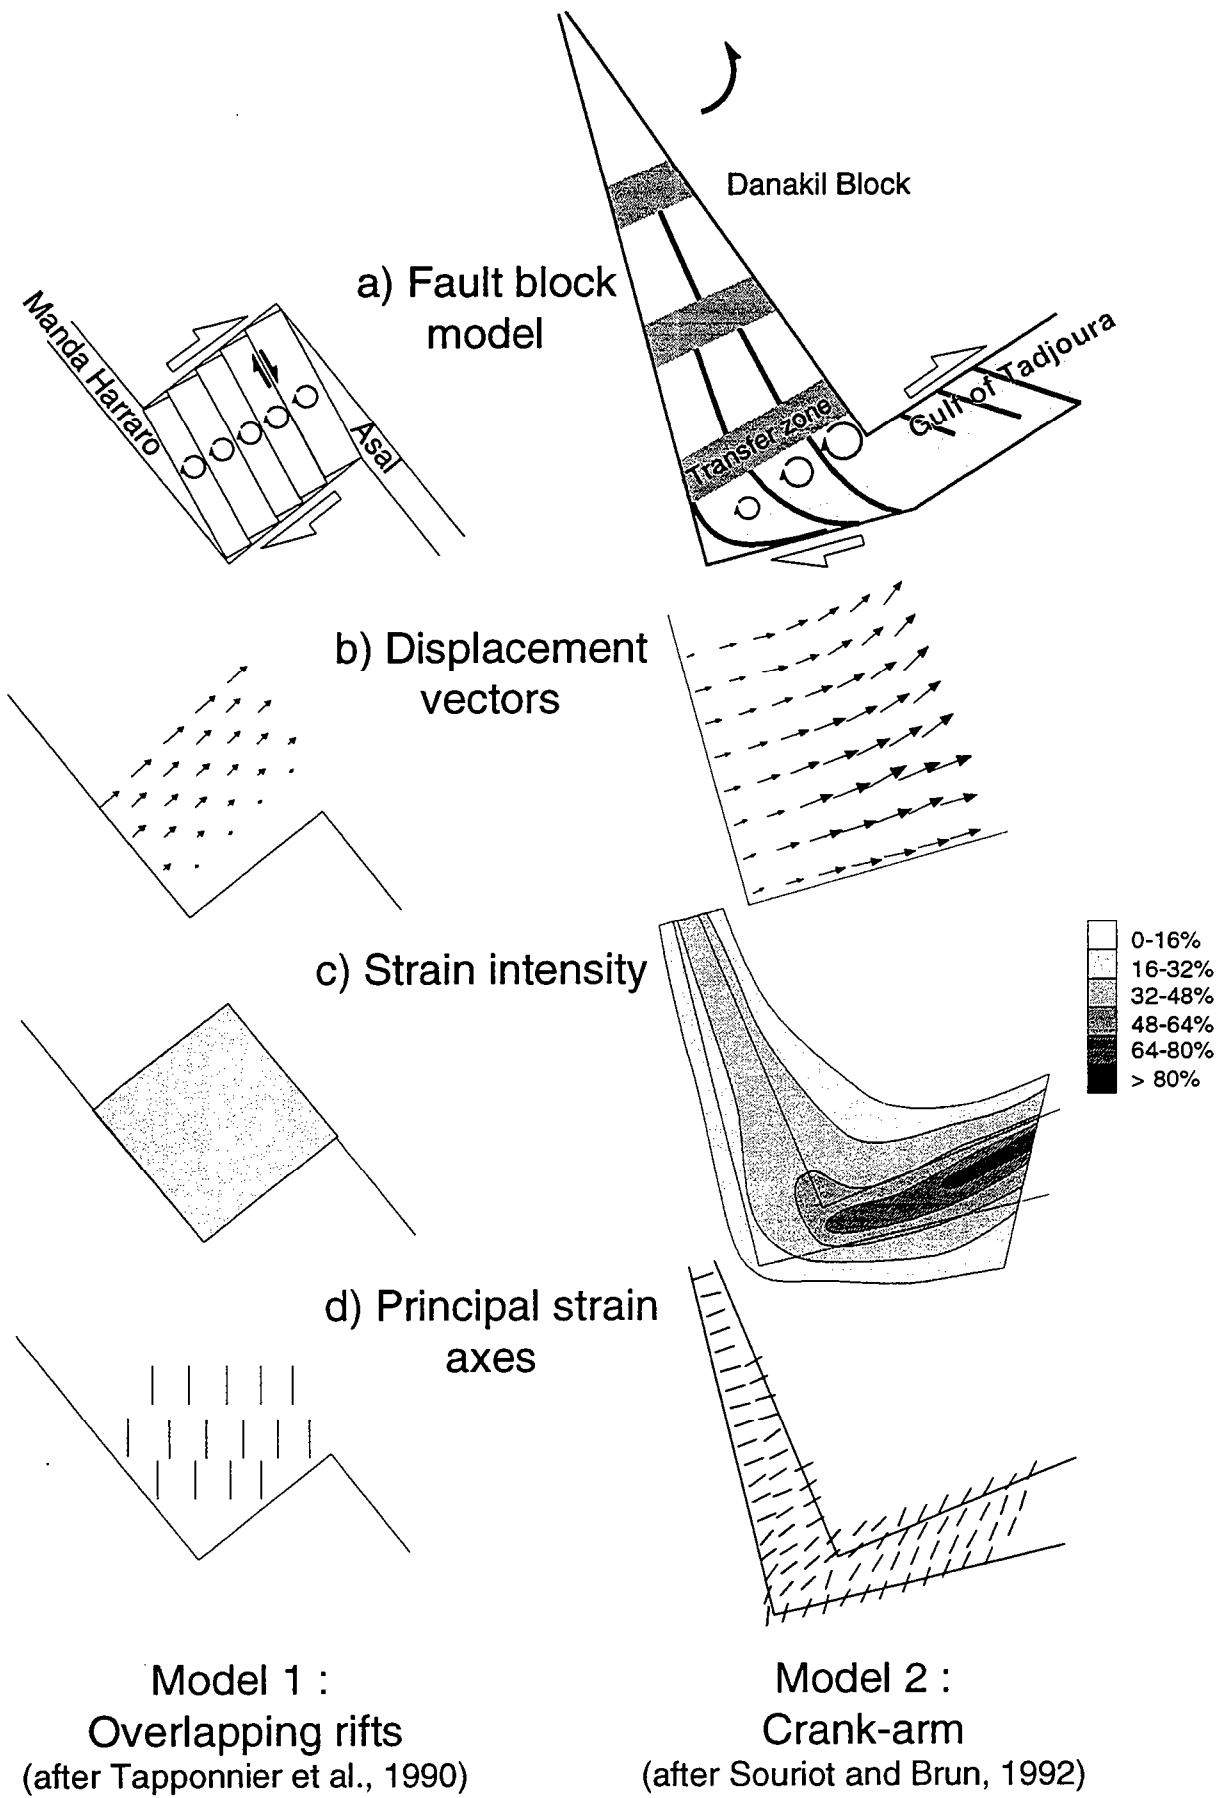 Danakil Block
a) Fault block
model
Manda Harraro
Asal
Gulf of Tadjoura
Transfer zone
b) Displacement
vectors
c) Strain intensity
0-16%
16-32%
32-48%
48-64%
64-80%
> 80%
d) Principal strain
axes
Model 1 :
Overlapping rifts
(after Tapponnier et al., 1990)
Model 2 :
Crank-arm
(after Souriot and Brun, 1992)